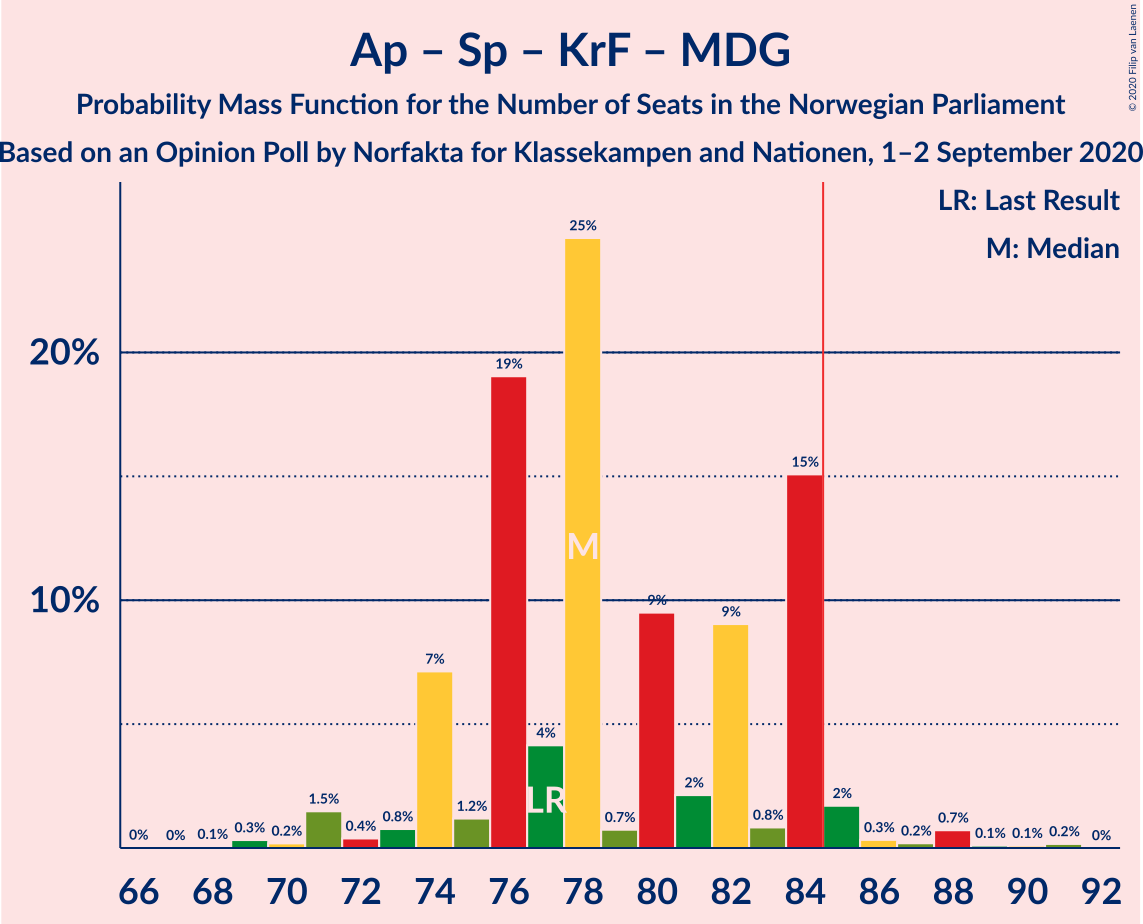 Ap – Sp – KrF – MDG
Probability Mass Function for the Number of Seats in the Norwegian Parliament
Based on an Opinion Poll by Norfakta for Klassekampen and Nationen, 1–2 September 2020
© 2020 Filip van Laenen
LR: Last Result
M: Median
25%
20%
19%
15%
M
10%
9%
9%
7%
4%
2%
2%
LR
1.5%
1.2%
0% 0% 0.1% 0.3% 0.2% 0.4% 0.8% 0.7% 0.8% 0.3% 0.2% 0.7% 0.1% 0.1% 0.2% 0%
66 68 70 72 74 76 78 80 82 84 86 88 90 92